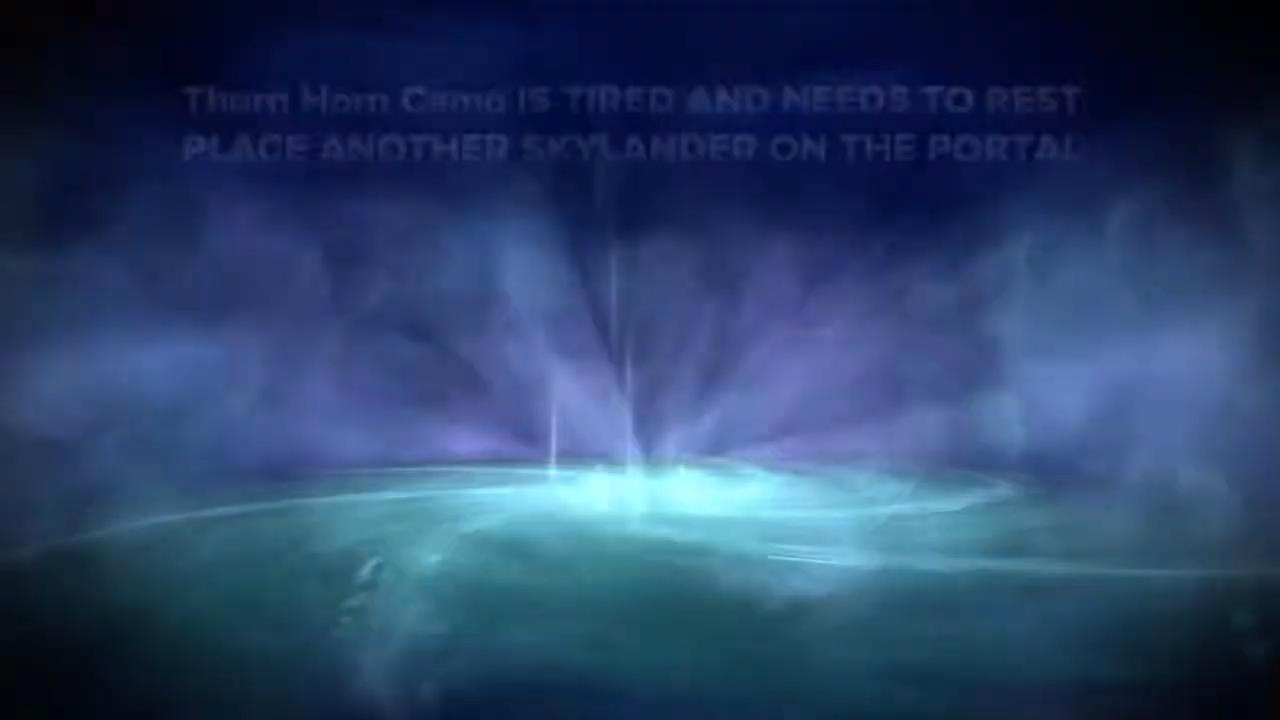 Thorn Horn Camo IS TIRED AND NEEDS TO REST
PLACE ANOTHER SKYLANDER ON THE PORTAL